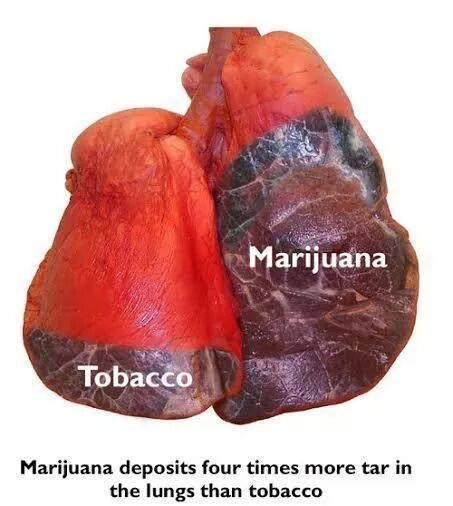 Marijuana
Tobacco
Marijuana deposits four times more tar in
the lungs than tobacco